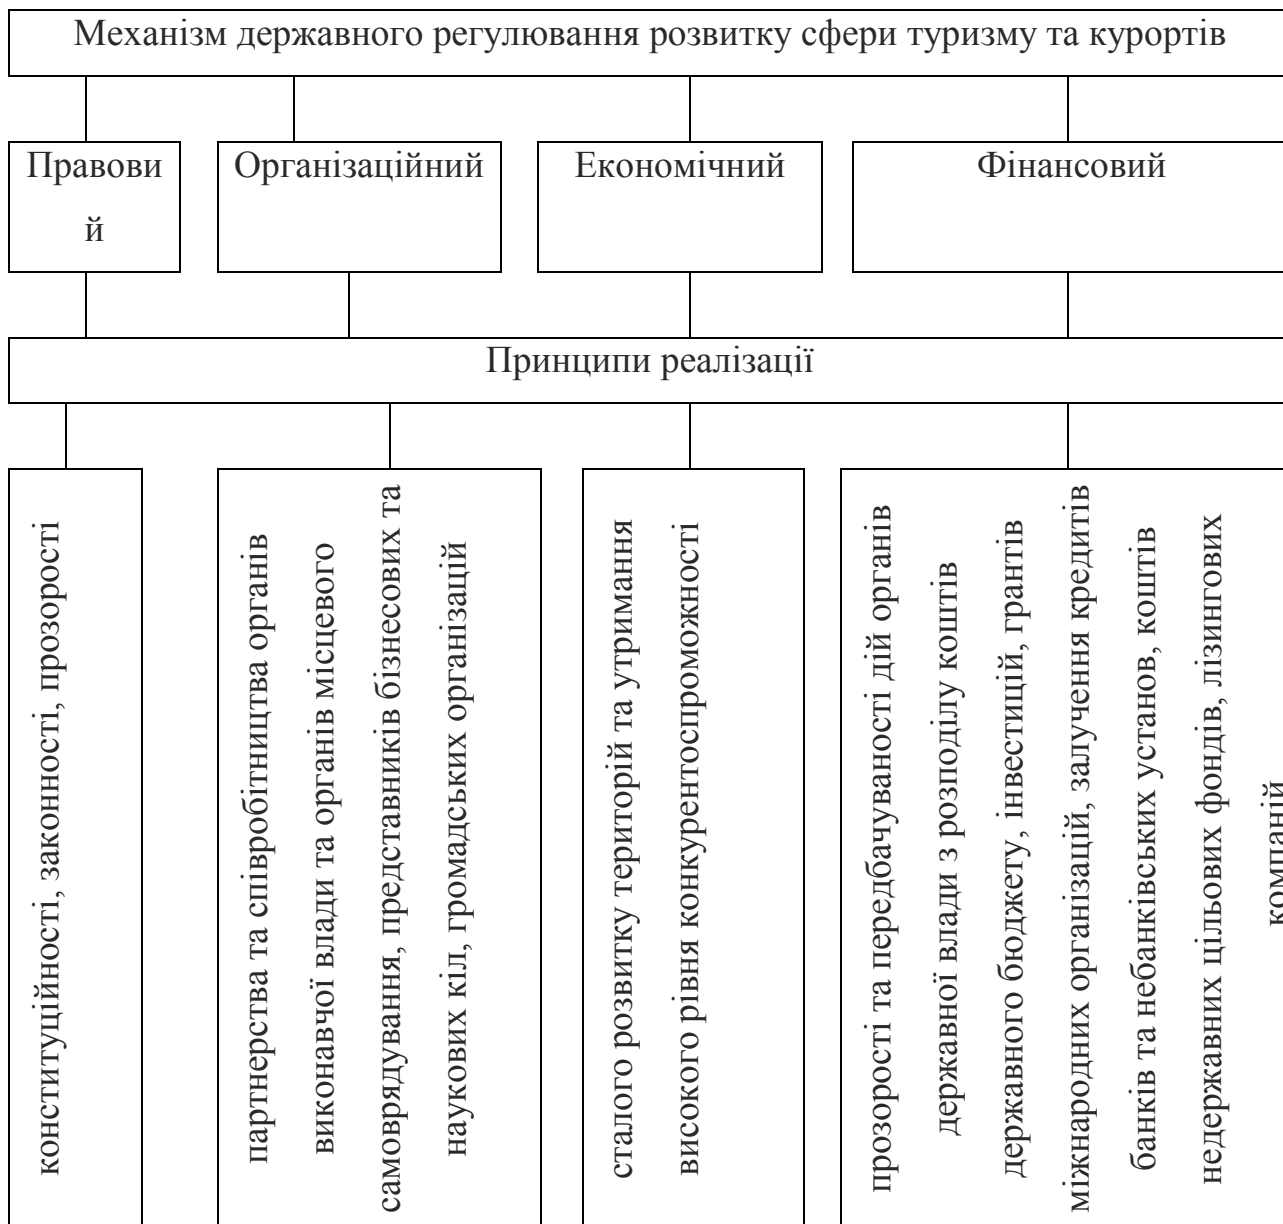 Механізм державного регулювання розвитку сфери туризму та курортів
Правови
й
Організаційний
Економічний
Фінансовий
Принципи реалізації
конституційності, законності, прозорості
партнерства та співробітництва органів
виконавчої влади та органів місцевого
самоврядування, представників бізнесових та
наукових кіл, громадських організацій
сталого розвитку територій та утримання
високого рівня конкурентоспроможності
прозорості та передбачуваності дій органів
державної влади з розподілу коштів
державного бюджету, інвестицій, грантів
міжнародних організацій, залучення кредитів
банків та небанківських установ, коштів
недержавних цільових фондів, лізингових
компаній